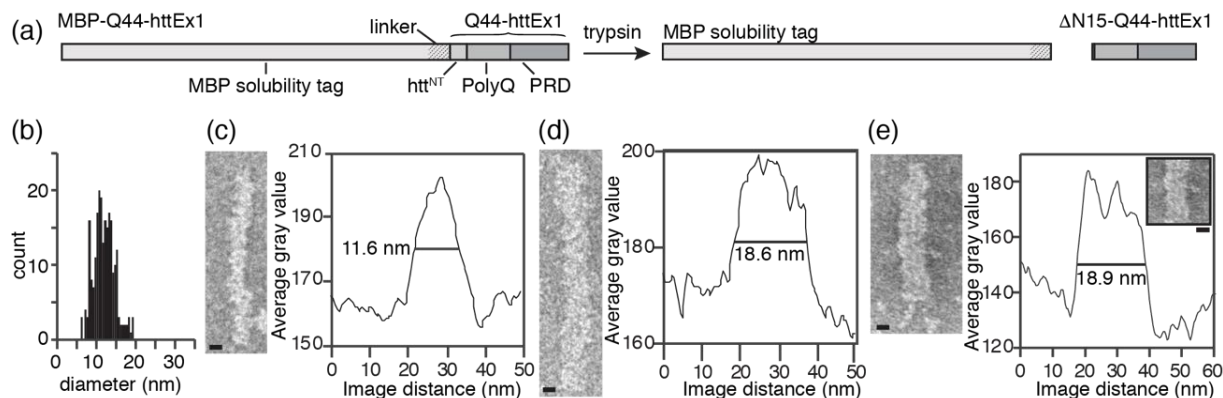 (a) MBP-Q44-httEx1 linker Q44-httEx1 trypsin MBP solubility tag ΔN15-Q44-httEx1
MBP solubility tag httNT PolyQ PRD
(b)
count
20
10
0
0 10 20 30
diameter (nm)
(c)
Average gray value
210
190
170
150
11.6 nm
0 10 20 30 40 50
Image distance (nm)
(d)
Average gray value
200
180
160
18.6 nm
0 10 20 30 40 50
Image distance (nm)
(e)
Average gray value
180
160
140
120
18.9 nm
0 10 20 30 40 50 60
Image distance (nm)